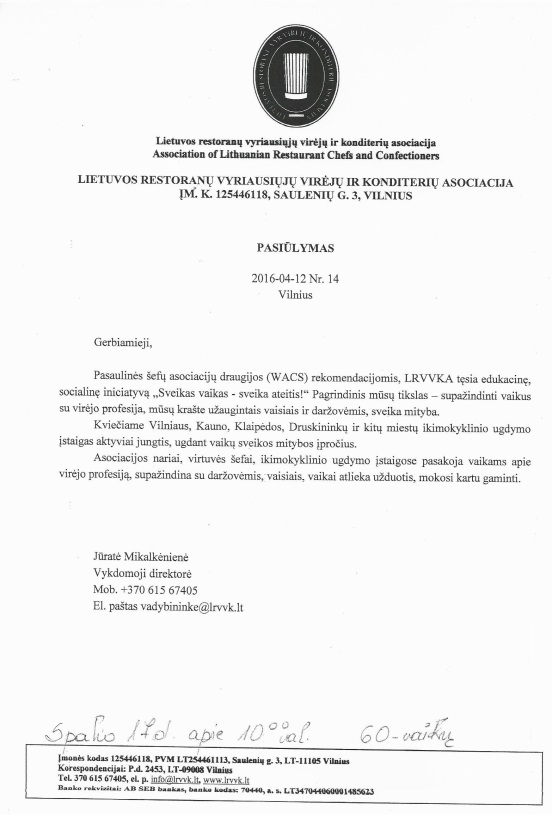 Lietuvos restoranų vyriausiųjų virėjų ir konditerių asociacija
Association of Lithuanian Restaurant Chefs and Confectioners
LIETUVOS RESTORANŲ VYRIAUSIŲJŲ VIRĖJŲ IR KONDITERIŲ ASOCIACIJA
ĮM. K. 125446118, SAULENIŲ G. 3, VILNIUS
PASIŪLYMAS
2016-04-12 Nr. 14
Vilnius
Gerbiamieji,
Pasaulinės šefų asociacijų draugijos (WACS) rekomendacijomis, LRVVKA tęsia edukacinę,
socialinę iniciatyvą „Sveikas vaikas - sveika ateitis!“ Pagrindinis mūsų tikslas – supažindinti vaikus
su virėjo profesija, mūsų krašte užaugintais vaisiais ir daržovėmis, sveika mityba.
Kviečiame Vilniaus, Kauno, Klaipėdos, Druskininkų ir kitų miestų ikimokyklinio ugdymo
įstaigas aktyviai jungtis, ugdant vaikų sveikos mitybos įpročius.
Asociacijos nariai, virtuvės šefai, ikimokyklinio ugdymo įstaigose pasakoja vaikams apie
virėjo profesiją, supažindina su daržovėmis, vaisiais, vaikai atlieka užduotis, mokosi kartu gaminti.
Jūratė Mikalkėnienė
Vykdomoji direktorė
Mob. +370 615 67405
El. paštas vadybininke@lrvvk.lt
Spalio 17d. apie 10⁰⁰ val. 60-vaikų
Įmonės kodas 125446118, PVM LT254461113, Saulenių g. 3, LT-11105 Vilnius
Korespondencijai: P.d. 2453, LT-09008 Vilnius
Tel. 370 615 67405, el. p. info@lrvvk.lt, www.lrvvk.lt
Banko rekvizitai: AB SEB bankas, banko kodas: 70440, a. s. LT347044060001485623